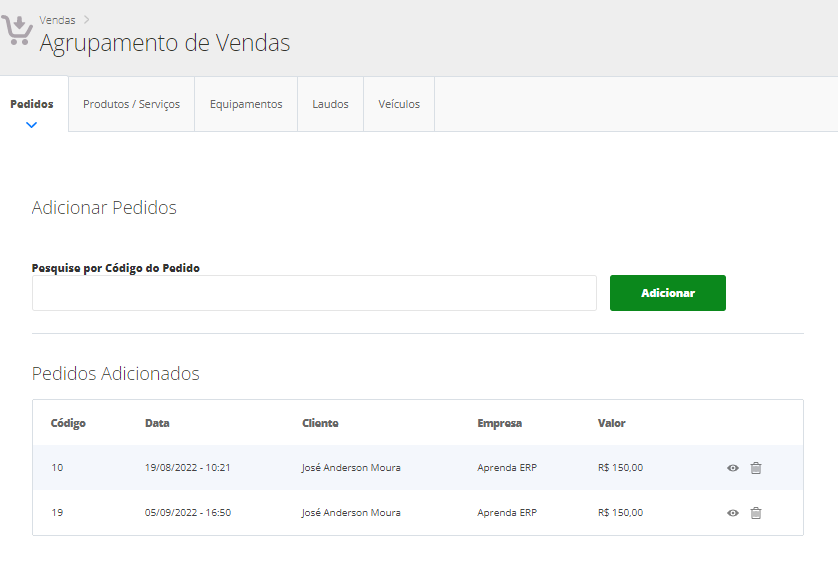 Vendas
Agrupamento de Vendas
Pedidos Produtos / Serviços Equipamentos Laudos Veículos
Adicionar Pedidos
Pesquise por Código do Pedido
Adicionar
Pedidos Adicionados
Código Data Cliente Empresa Valor
10 19/08/2022 - 10:21 José Anderson Moura Aprenda ERP R$ 150,00
19 05/09/2022 - 16:50 José Anderson Moura Aprenda ERP R$ 150,00